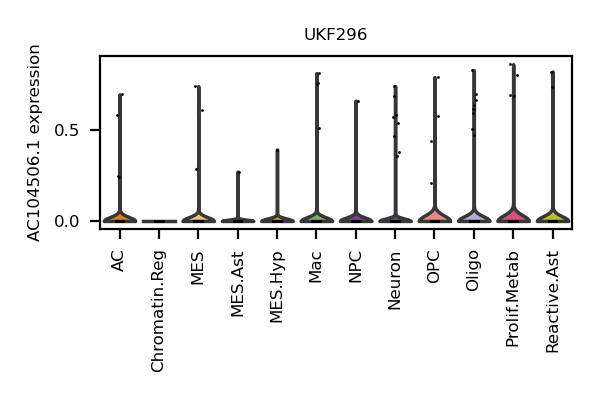 UKF296
AC104506.1 expression
0.5
0.0
AC
Chromatin.Reg
MES
MES.Ast
MES.Hyp
Mac
NPC
Neuron
OPC
Oligo
Prolif.Metab
Reactive.Ast